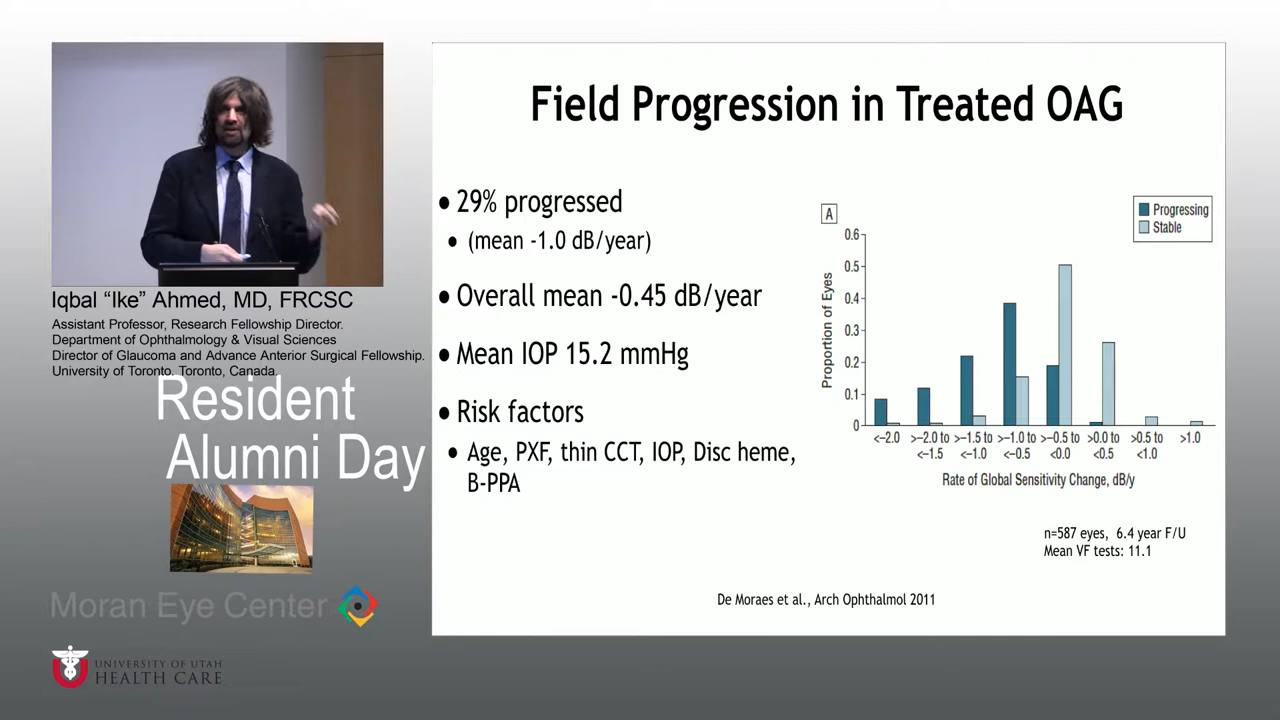 Field Progression in Treated OAG
• 29% progressed
• (mean -1.0 dB/year)
• Overall mean -0.45 dB/year
• Mean IOP 15.2 mmHg
• Risk factors
• Age, PXF, thin CCT, IOP, Disc heme,
B-PPA
A
Progressing
Stable
0.6
0.5
0.4
0.3
0.2
0.1
0
Proportion of Eyes
<–2.0 >–2.0 to >–1.5 to >–1.0 to >–0.5 to >0.0 to >0.5 to >1.0
<–1.5 <–1.0 <–0.5 <0.0 <0.5 <1.0
Rate of Global Sensitivity Change, dB/y
n=587 eyes, 6.4 year F/U
Mean VF tests: 11.1
De Moraes et al., Arch Ophthalmol 2011
Iqbal “Ike” Ahmed, MD, FRCSC
Assistant Professor, Research Fellowship Director.
Department of Ophthalmology & Visual Sciences
Director of Glaucoma and Advance Anterior Surgical Fellowship.
University of Toronto. Toronto, Canada.
Resident
Alumni Day
Moran Eye Center
UNIVERSITY OF UTAH
HEALTH CARE